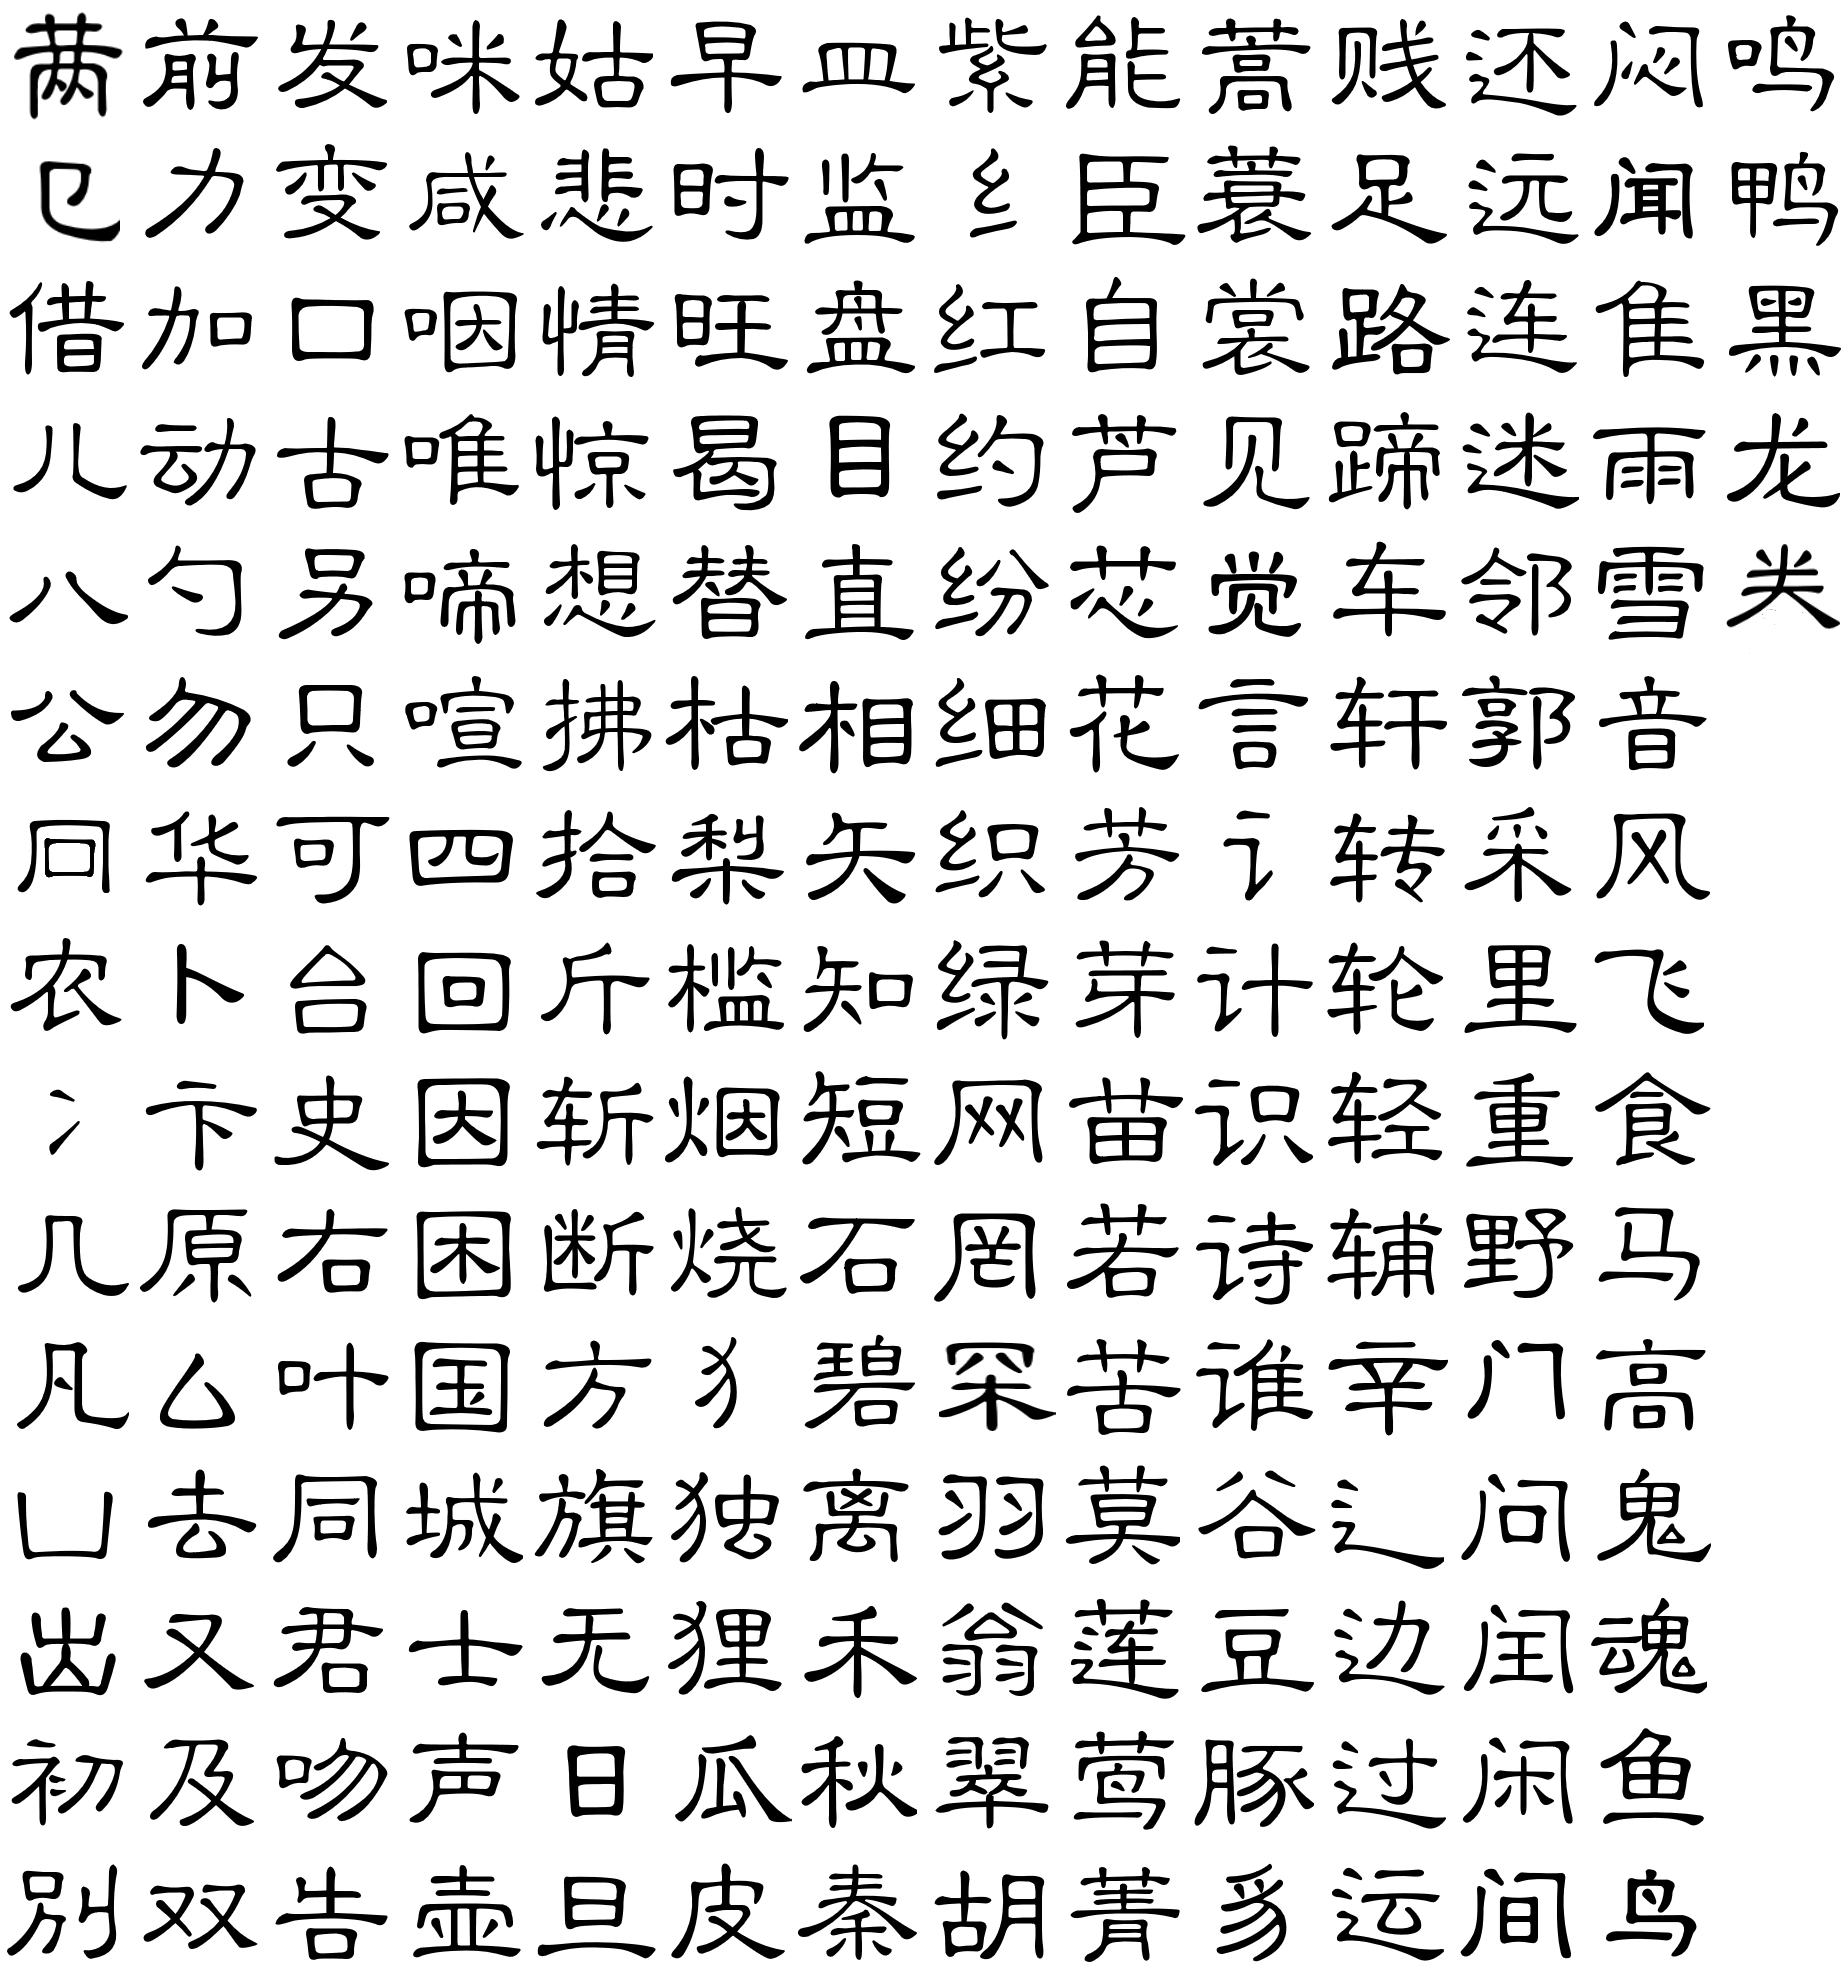 前 发 咪 姑 早 皿 紫 能 蒿 贱 还 闷 鸣
力 变 咸 悲 时 监 纟 臣 蓑 足 远 闻 鸭
借 加 口 咽 情 旺 盘 红 自 裳 路 连 隹 黑
儿 动 古 唯 惊 曷 目 约 芦 见 蹄 迷 雨 龙
八 勺 另 啼 想 替 直 纷 芯 觉 车 邻 雪 龹
公 勿 只 喧 拂 枯 相 细 花 言 轩 郭 音
冋 华 可 四 拾 梨 矢 织 芳 讠 转 采 风
农 卜 台 回 斤 槛 知 绿 芽 计 轮 里 飞
冫 卞 史 因 斩 烟 短 网 苗 识 轻 重 食
几 原 右 困 断 烧 石 罔 若 诗 辅 野 马
凡 厶 叶 国 方 犭 碧 罙 苦 谁 辛 门 高
凵 去 同 城 旗 独 离 羽 莫 谷 辶 问 鬼
出 又 君 士 无 狸 禾 翁 莲 豆 边 闰 魂
初 及 吻 声 日 瓜 秋 翠 莺 豚 过 闲 鱼
别 双 告 壶 旦 皮 秦 胡 菁 豸 运 间 鸟